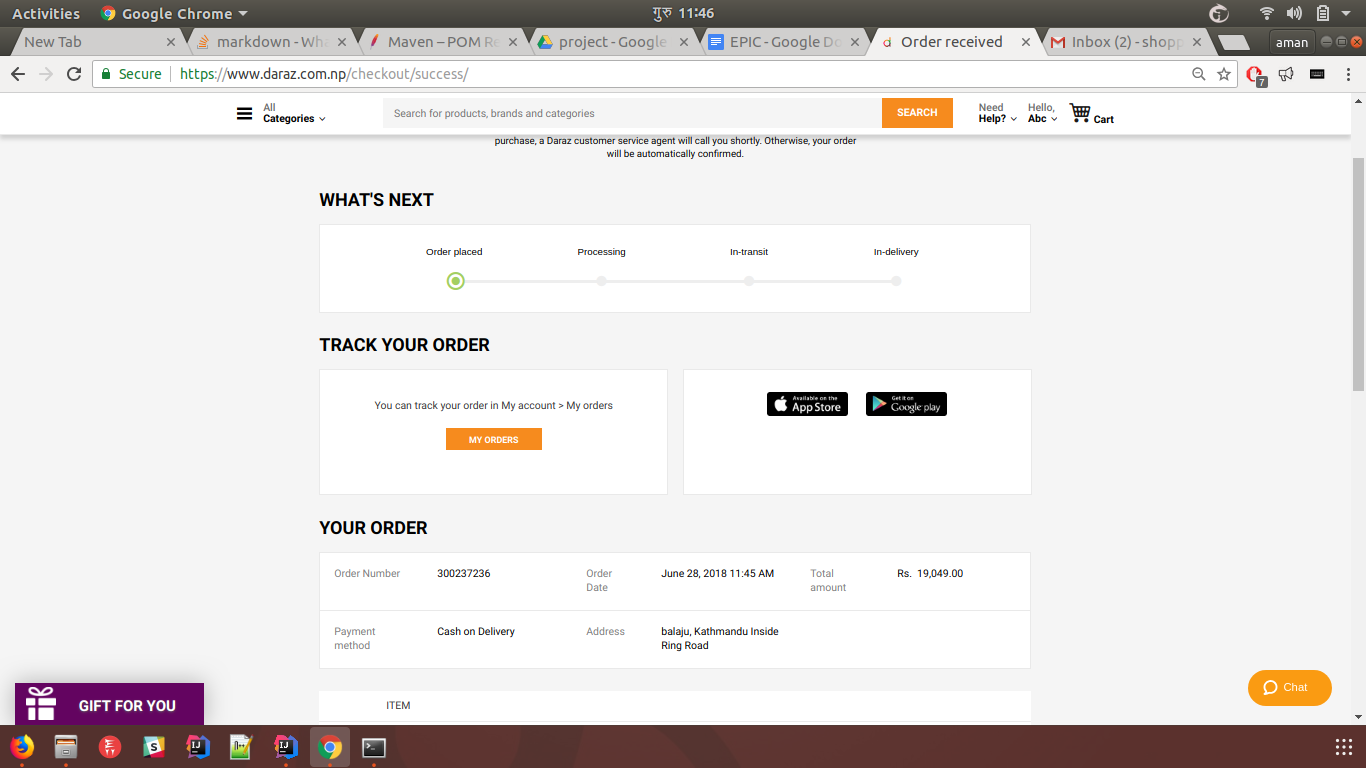 Activities
Google Chrome
गुरु 11:46
New Tab
markdown - Wha
Maven – POM Re
project - Google
EPIC - Google Do
Order received
Inbox (2) - shopp
aman
Secure
https://www.daraz.com.np/checkout/success/
7
All
Categories
Search for products, brands and categories
SEARCH
Need
Help?
Hello,
Abc
Cart
purchase, a Daraz customer service agent will call you shortly. Otherwise, your order
will be automatically confirmed.
WHAT'S NEXT
Order placed
Processing
In-transit
In-delivery
TRACK YOUR ORDER
You can track your order in My account > My orders
MY ORDERS
Available on the
App Store
Get it on
Google play
YOUR ORDER
Order Number
300237236
Order
Date
June 28, 2018 11:45 AM
Total
amount
Rs. 19,049.00
Payment
method
Cash on Delivery
Address
balaju, Kathmandu Inside
Ring Road
ITEM
GIFT FOR YOU
Chat